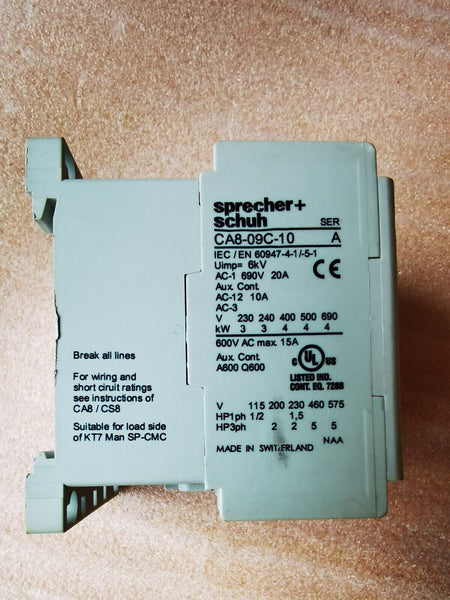 sprecher+
schuh SER
CA8-09C-10 A
IEC / EN 60947-4-1/-5-1
Uimp= 6kV
CE
AC-1 690V 20A
Aux. Cont.
AC-12 10A
AC-3
V 230 240 400 500 690
kW 3 3 4 4 4
600V AC max. 15A
Aux. Cont.
A600 Q600
c UL US
LISTED IND.
CONT. EQ. 7288
V 115 200 230 460 575
HP1ph 1/2 1,5
HP3ph 2 2 5 5
NAA
MADE IN SWITZERLAND
Break all lines
For wiring and
short ciruit ratings
see instructions of
CA8 / CS8
Suitable for load side
of KT7 Man SP-CMC